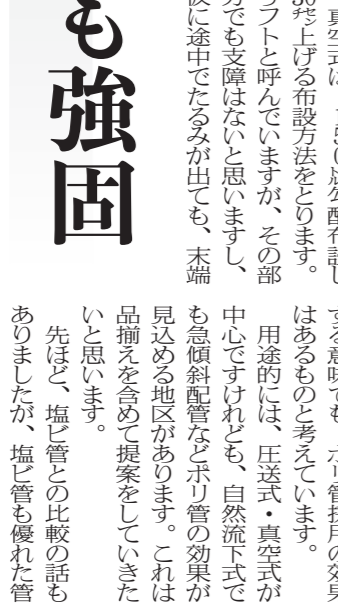 も強固
真空式は、
30㌢上げる布設方法をとります。
リフトと呼んでいますが、その部
分でも支障はないと思いますし、
仮に途中でたるみが出ても、末端
する意味でも、ポリ管採用の効果
はあるものと考えています。
用途的には、圧送式・真空式が
中心ですけれども、自然流下式で
も急傾斜配管などポリ管の効果が
見込める地区があります。これは
品揃えを含めて提案をしていきた
いと思います。
先ほど、塩ビ管との比較の話も
ありましたが、塩ビ管も優れた管